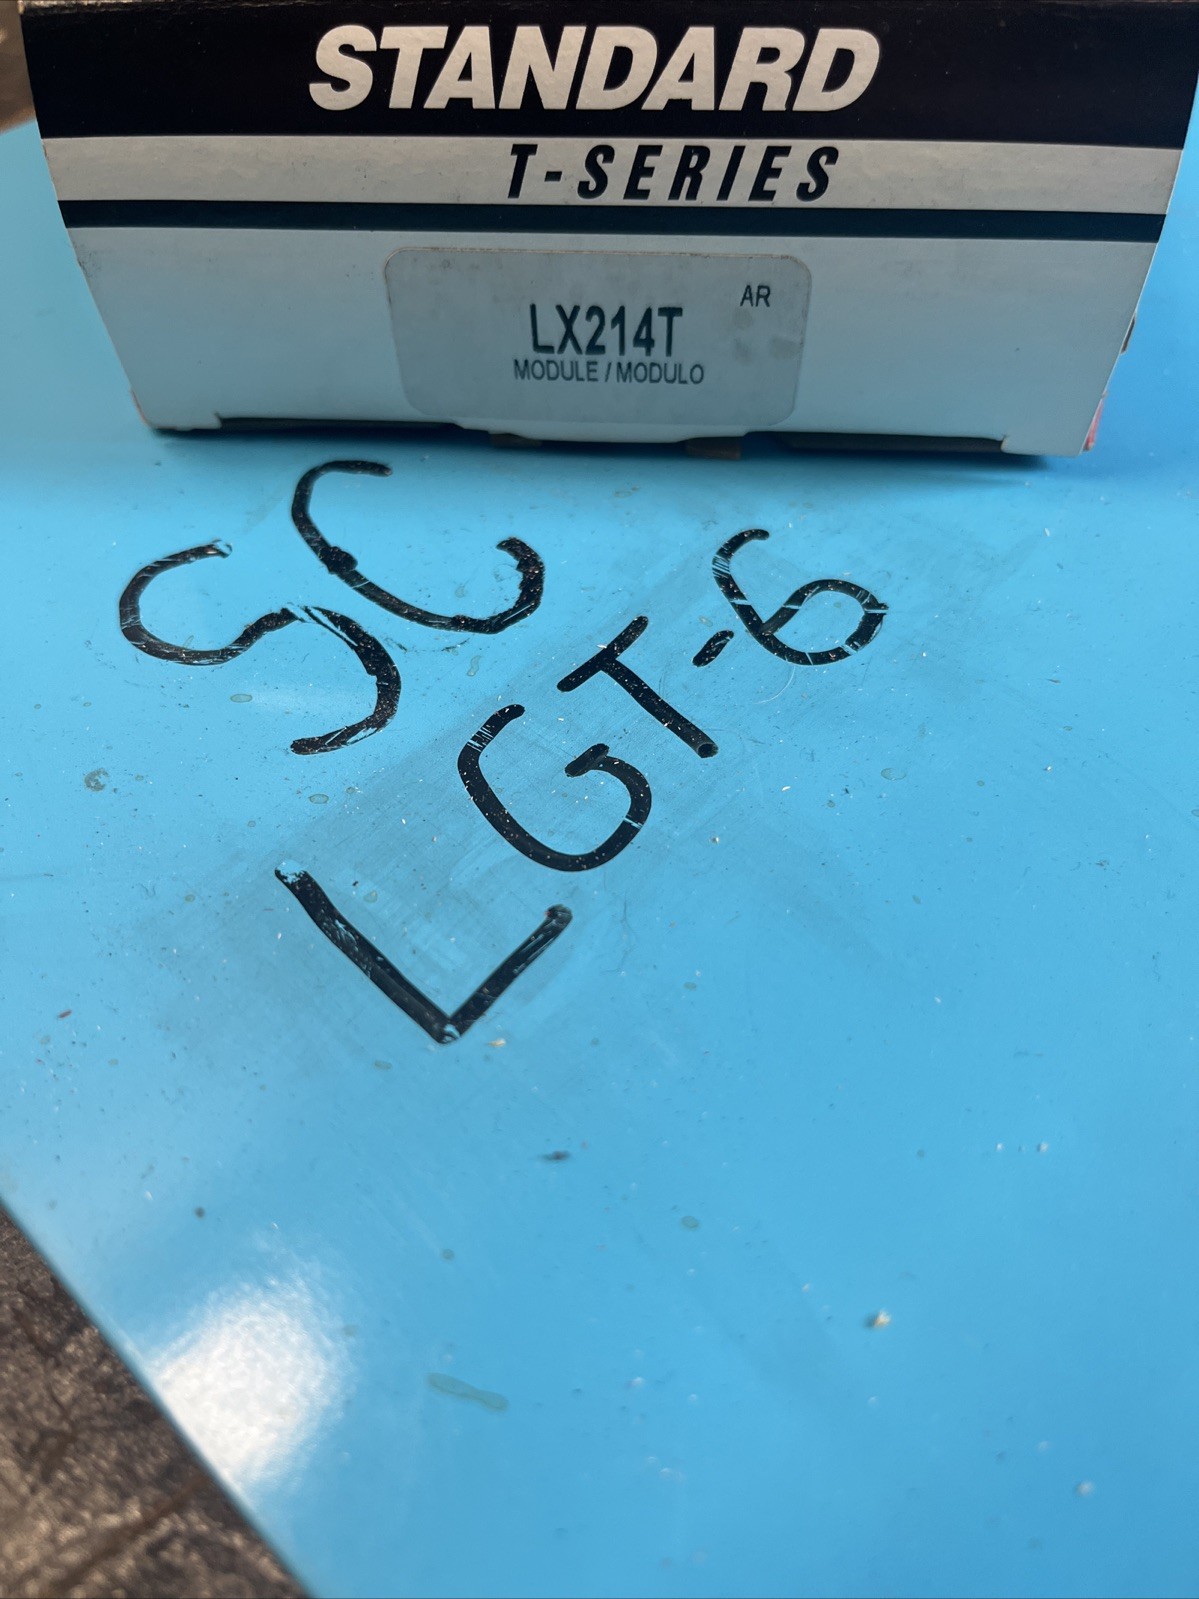 STANDARD
T-SERIES
AR
LX214T
MODULE / MODULO
SC
LGT-6